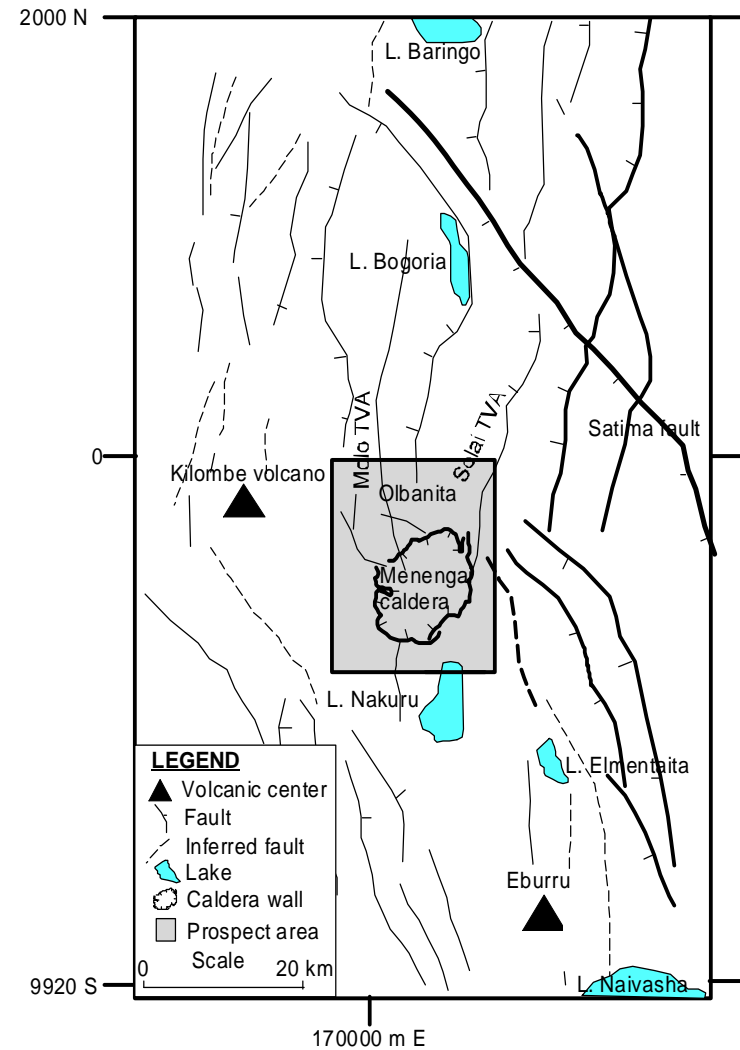 2000 N
L. Baringo
L. Bogoria
Molo TVA
Solai TVA
Satima fault
0
Kilombe volcano
Olbanita
Menengai
caldera
L. Nakuru
L. Elmentaita
LEGEND
Volcanic center
Fault
Inferred fault
Lake
Caldera wall
Prospect area
Scale
0 20 km
Eburru
L. Naivasha
9920 S
170000 m E